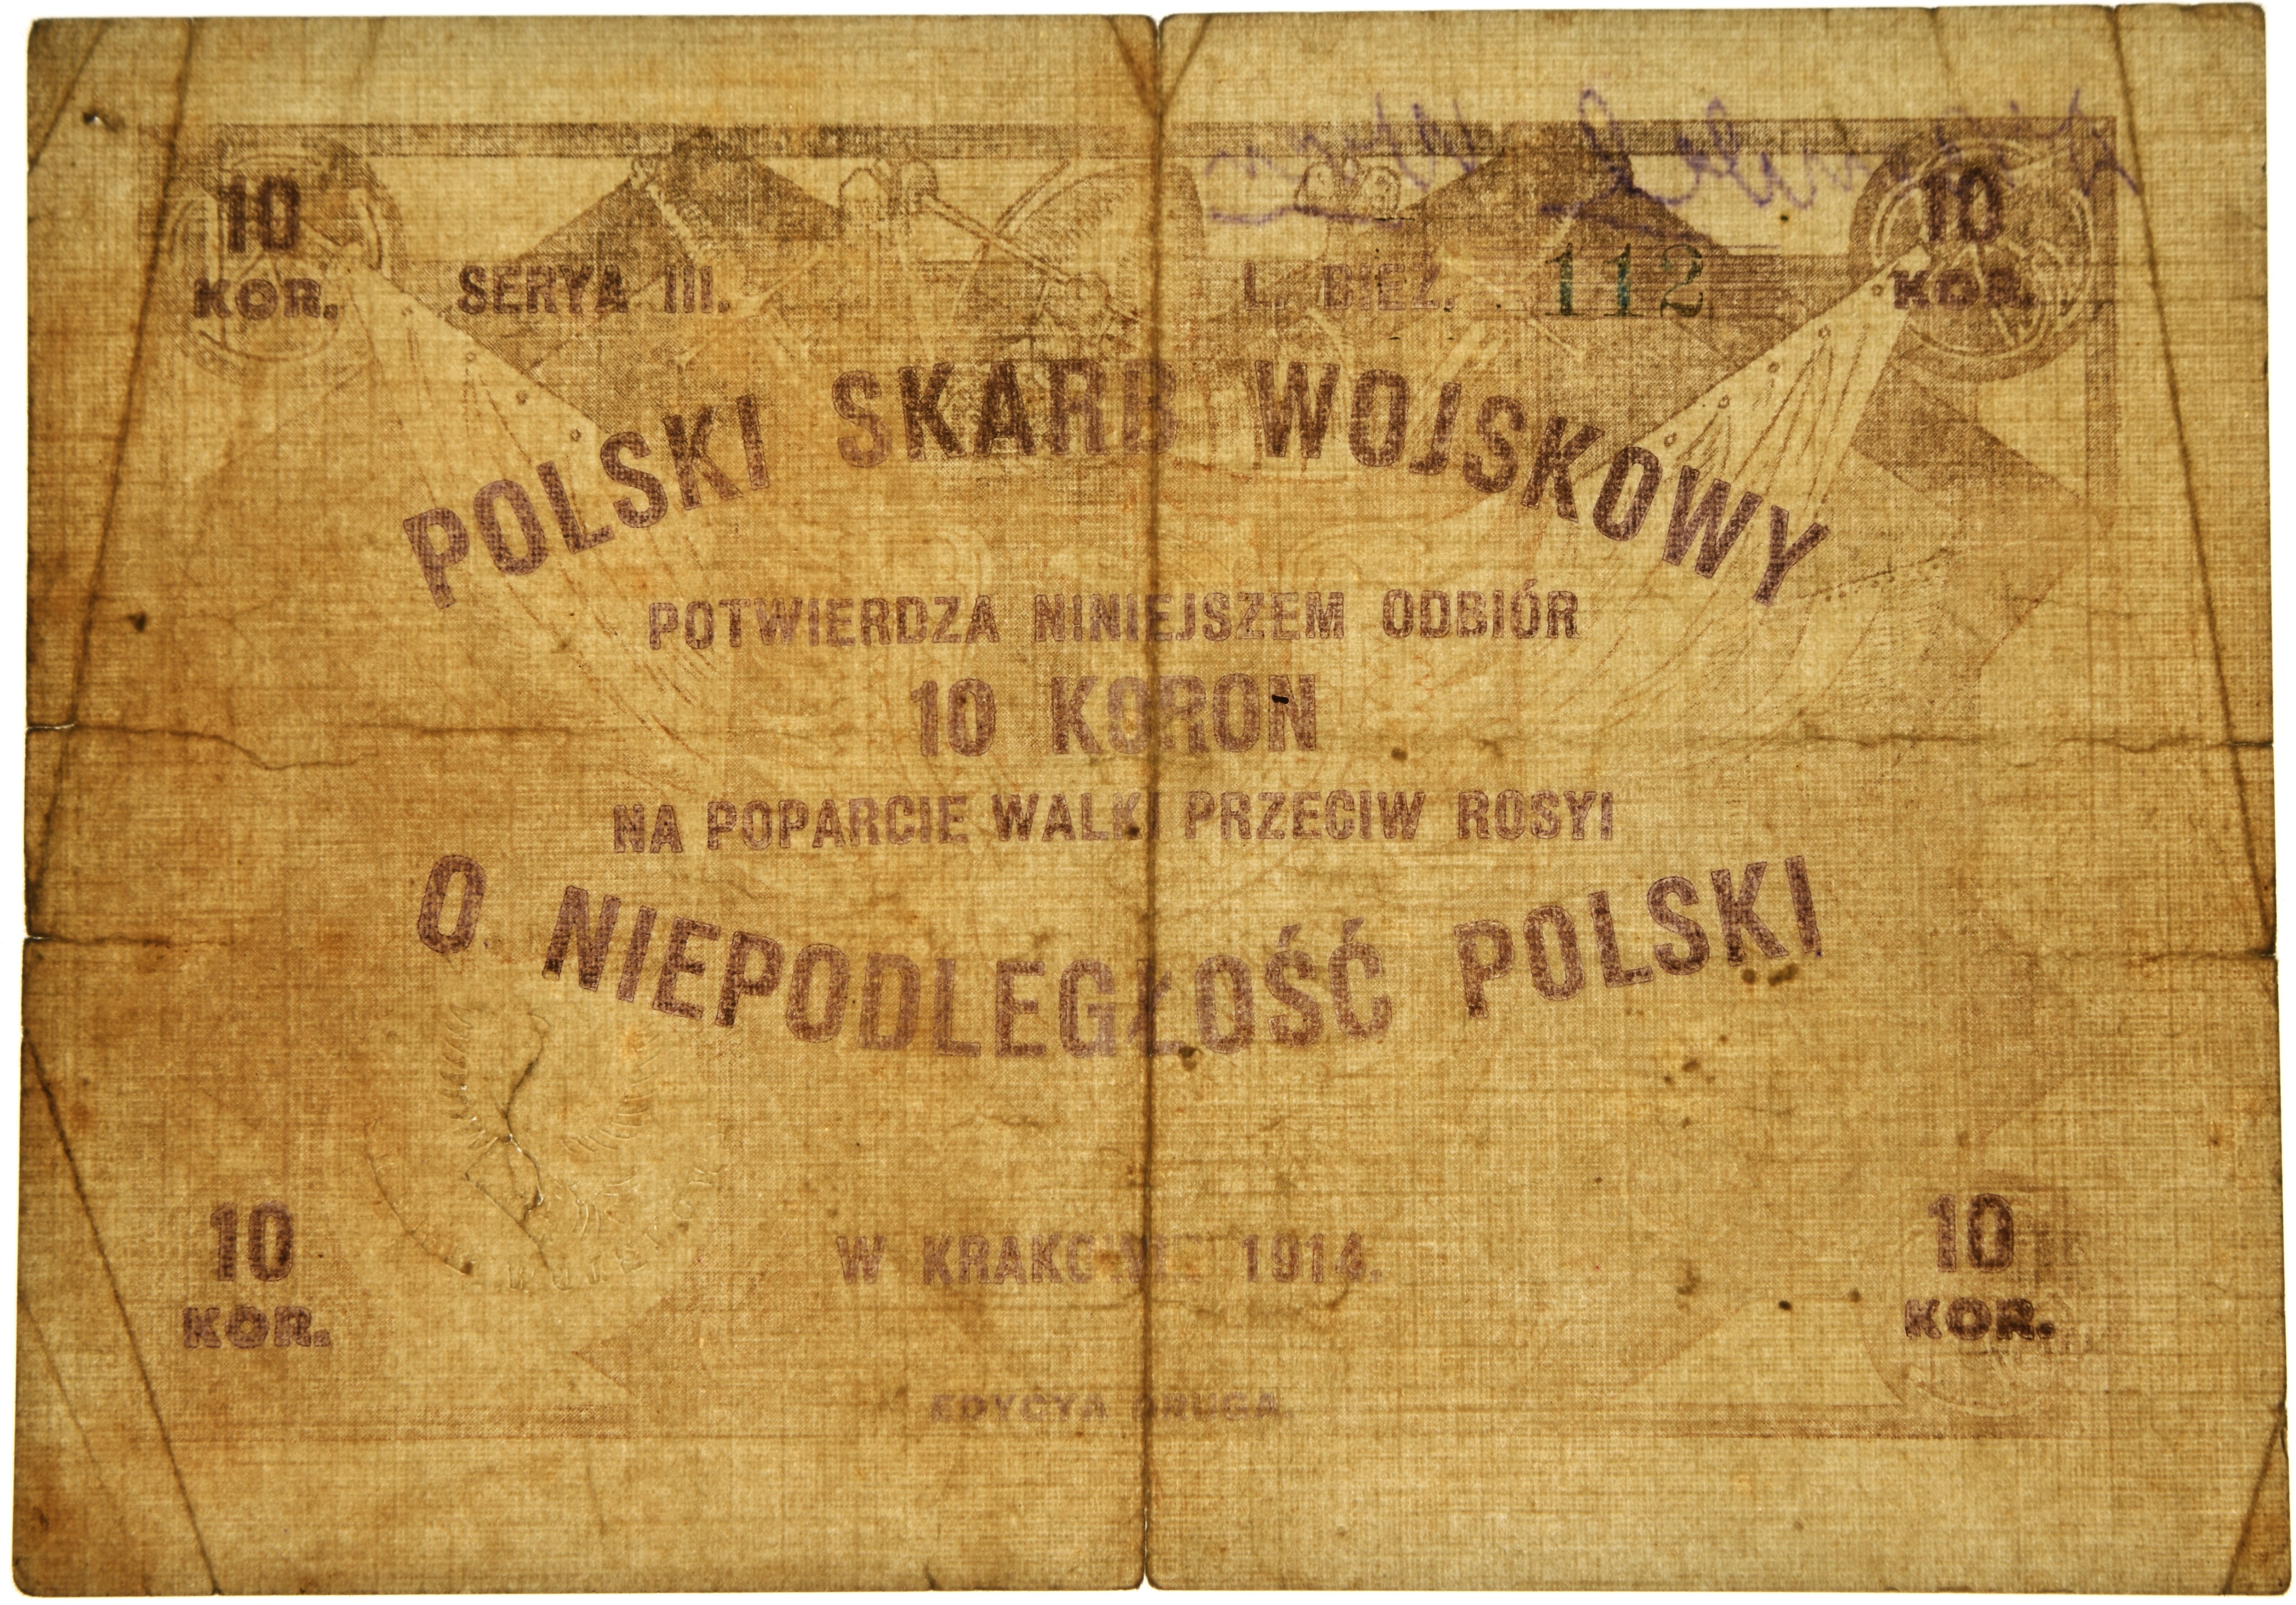 10 KOR.
10 KOR.
SERYA III. L. BIEŻ. 112
POLSKI SKARB WOJSKOWY
POTWIERDZA NINIEJSZEM ODBIÓR
10 KORON
NA POPARCIE WALKI PRZECIW ROSYI
O NIEPODLEGŁOŚĆ POLSKI
W KRAKOWIE 1914.
10 KOR.
10 KOR.
EDYCYA DRUGA.